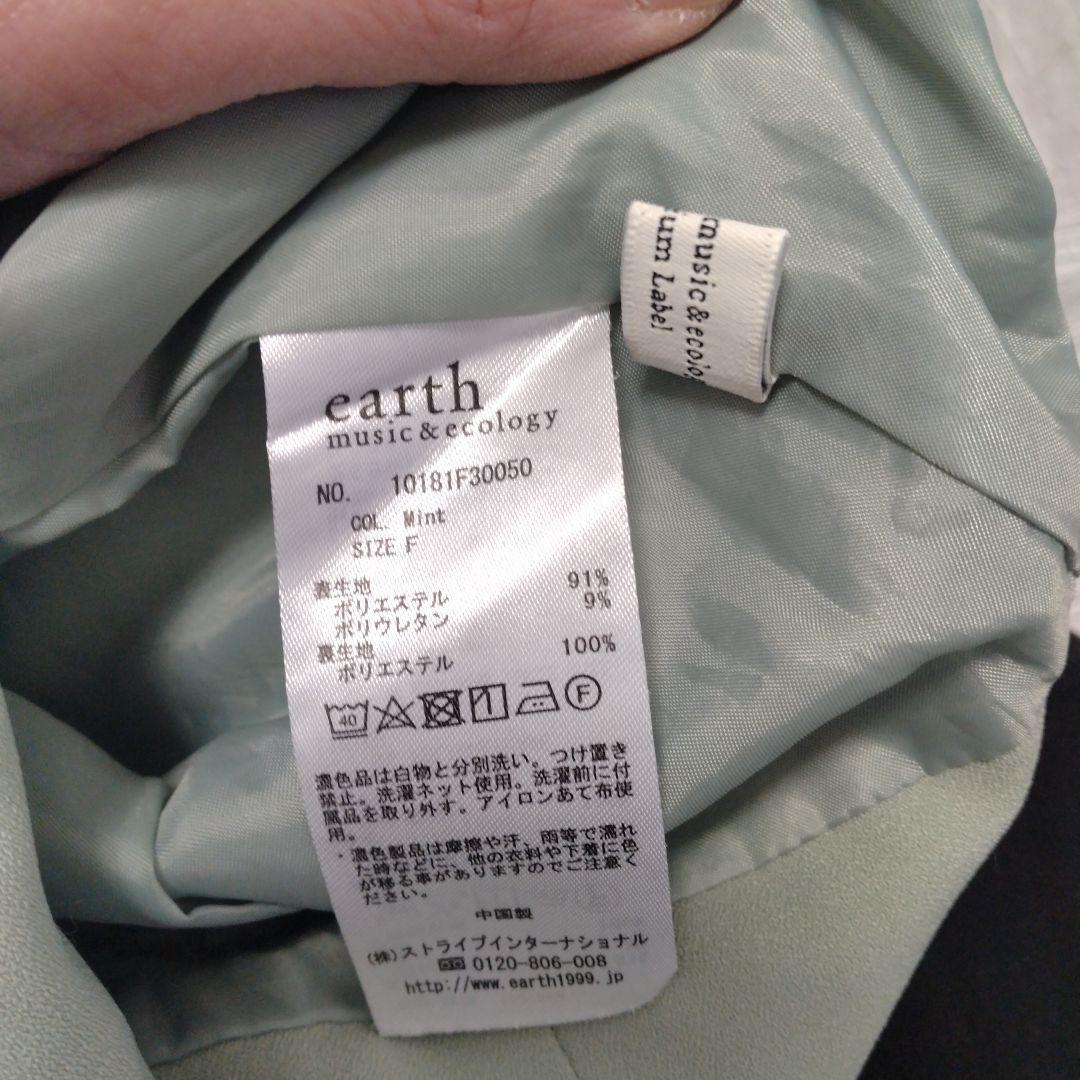 music&ecolog
um Label
earth
music&ecology
NO. 10181F30050
COL. Mint
SIZE F
表生地
ポリエステル 91%
ポリウレタン 9%
裏生地
ポリエステル 100%
40
F
濃色品は白物と分別洗い。つけ置き
禁止。洗濯ネット使用。洗濯前に付
属品を取り外す。アイロンあて布使
用。
・濃色製品は摩擦や汗、雨等で濡れ
た時などに、他の衣料や下着に色
が移る事がありますのでご注意く
ださい。
中国製
(株)ストライプインターナショナル
0120-806-008
http://www.earth1999.jp